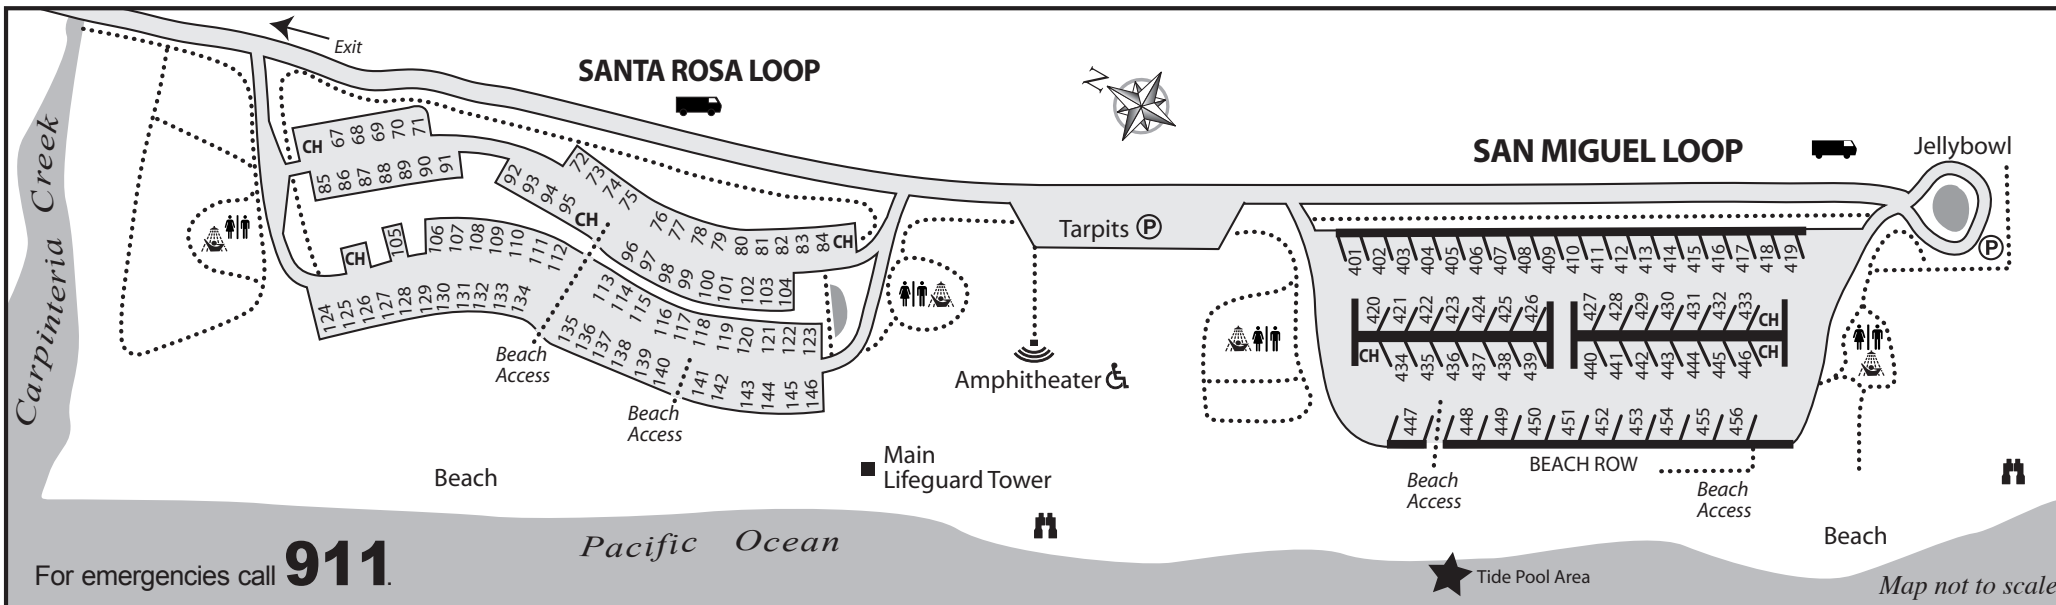 Exit
SANTA ROSA LOOP
N
SAN MIGUEL LOOP
Jellybowl
Carpinteria Creek
CH 67 68 69 70 71
85 86 87 88 89 90 91
92 93 94 95 CH
72 73 74 75 76 77 78 79 80 81 82 83 84 CH
96 97 98 99 100 101 102 103 104
CH 105 106 107 108 109 110 111 112
113 114 115 116 117 118 119 120 121 122 123
124 125 126 127 128 129 130 131 132 133 134
135 136 137 138 139 140 141 142 143 144 145 146
Beach
Access
Beach
Access
Tarpits P
P
Amphitheater
401 402 403 404 405 406 407 408 409 410 411 412 413 414 415 416 417 418 419
420 421 422 423 424 425 426 427 428 429 430 431 432 433 CH
CH 434 435 436 437 438 439 440 441 442 443 444 445 446 CH
447 448 449 450 451 452 453 454 455 456
BEACH ROW
Beach
Access
Beach
Access
Beach
Main
Lifeguard Tower
Beach
Pacific Ocean
Tide Pool Area
For emergencies call 911.
Map not to scale